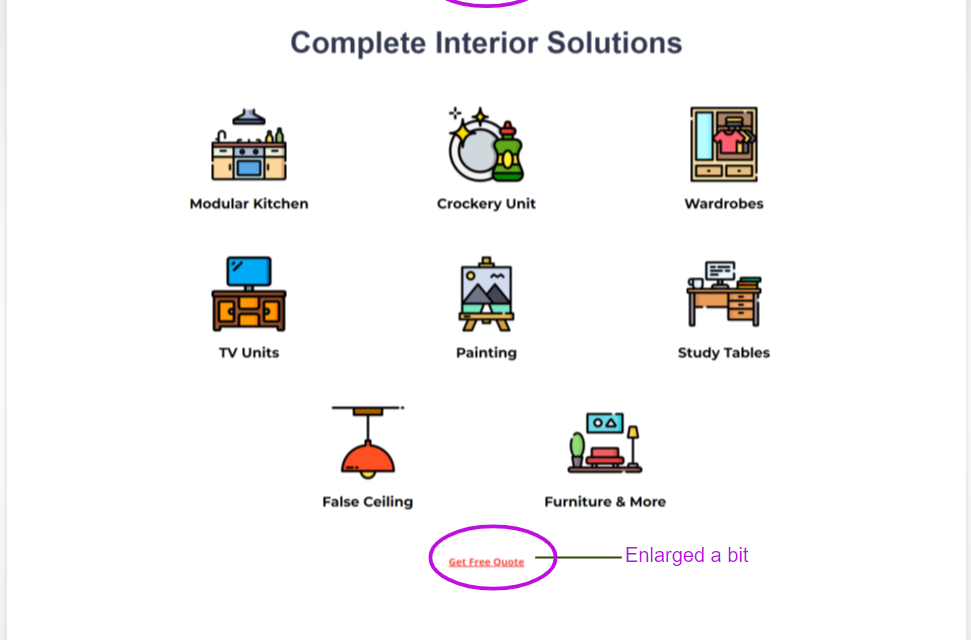 Complete Interior Solutions
Modular Kitchen
Crockery Unit
Wardrobes
TV Units
Painting
Study Tables
False Ceiling
Furniture & More
Get Free Quote
Enlarged a bit